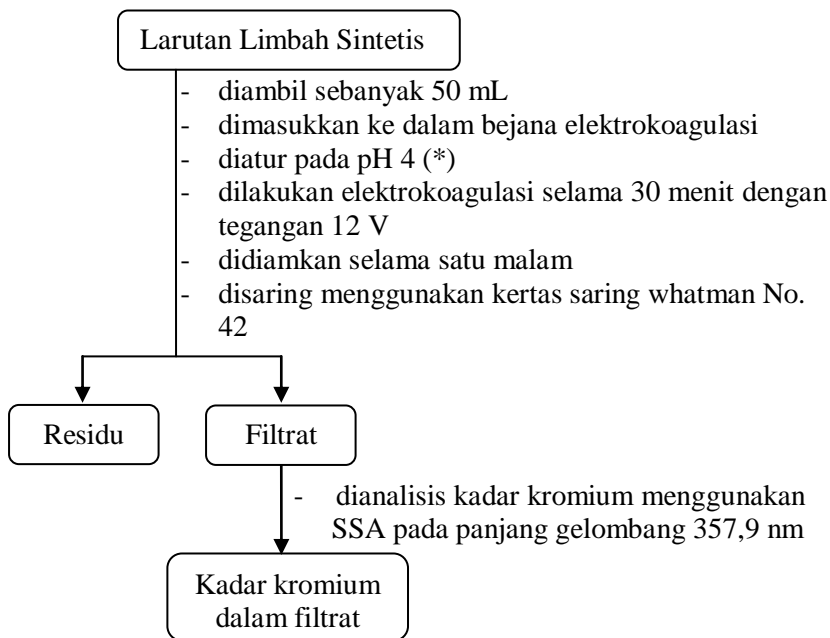 Larutan Limbah Sintetis
- diambil sebanyak 50 mL
- dimasukkan ke dalam bejana elektrokoagulasi
- diatur pada pH 4 (*)
- dilakukan elektrokoagulasi selama 30 menit dengan
tegangan 12 V
- didiamkan selama satu malam
- disaring menggunakan kertas saring whatman No.
42
Residu
Filtrat
- dianalisis kadar kromium menggunakan
SSA pada panjang gelombang 357,9 nm
Kadar kromium
dalam filtrat